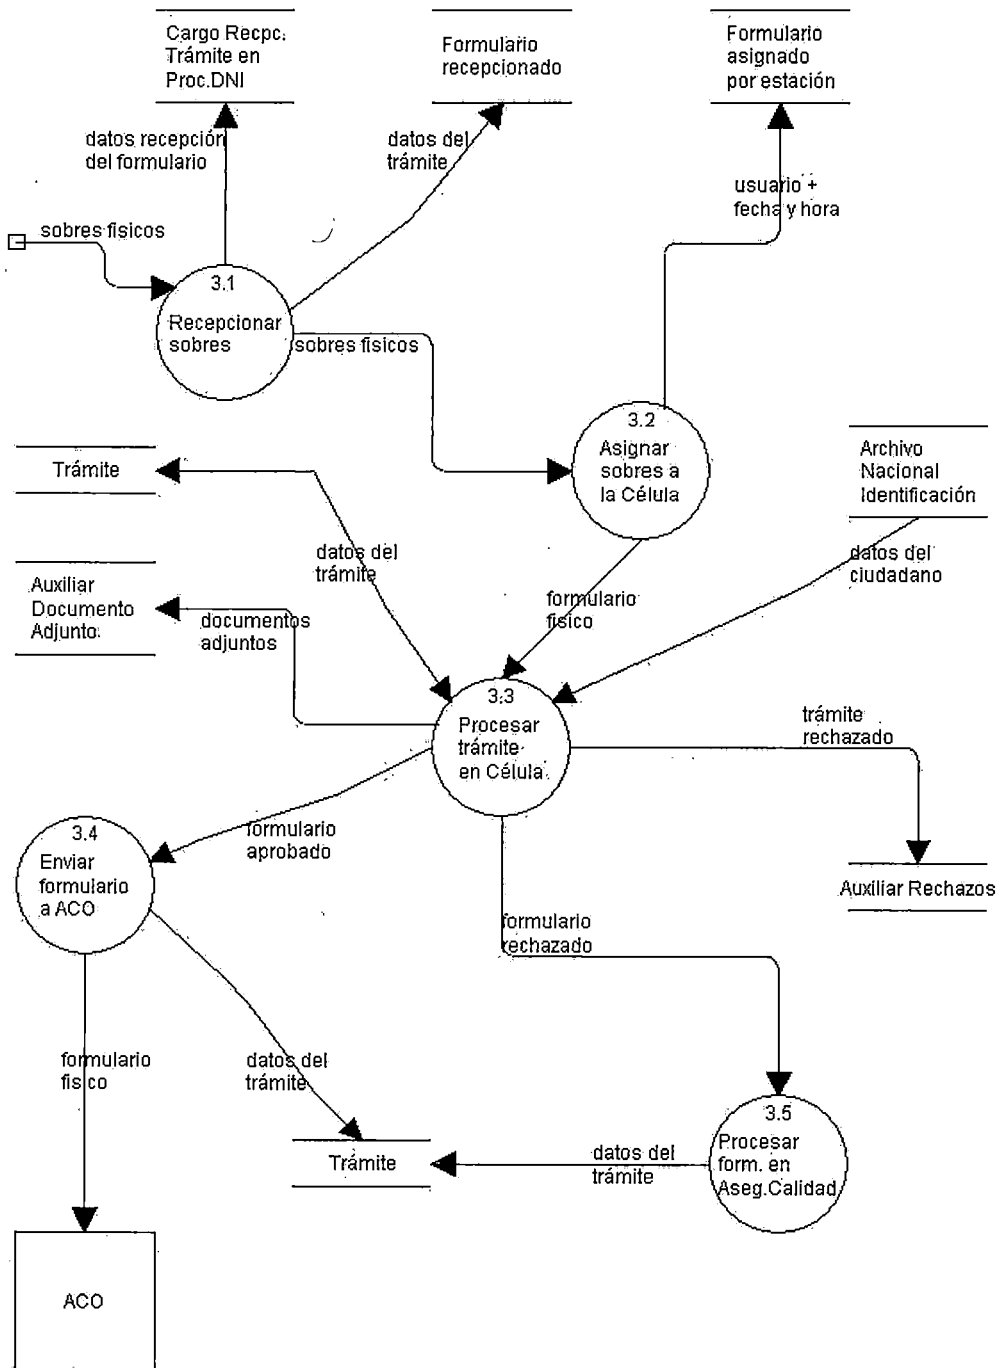 Cargo Recpc.
Trámite en
Proc.DNI
Formulario
recepcionado
Formulario
asignado
por estación
datos recepción
del formulario
datos del
trámite
usuario +
fecha y hora
sobres fisicos
3.1
Recepcionar
sobres
sobres fisicos
3.2
Asignar
sobres a
la Célula
Archivo
Nacional
Identificación
Trámite
datos del
trámite
datos del
ciudadano
Auxiliar
Documento
Adjunto
documentos
adjuntos
formulario
fisico
3.3
Procesar
trámite
en Célula
trámite
rechazado
formulario
aprobado
3.4
Enviar
formulario
a ACO
Auxiliar Rechazos
formulario
rechazado
formulario
fisico
datos del
trámite
3.5
Procesar
form. en
Aseg.Calidad
datos del
trámite
Trámite
ACO